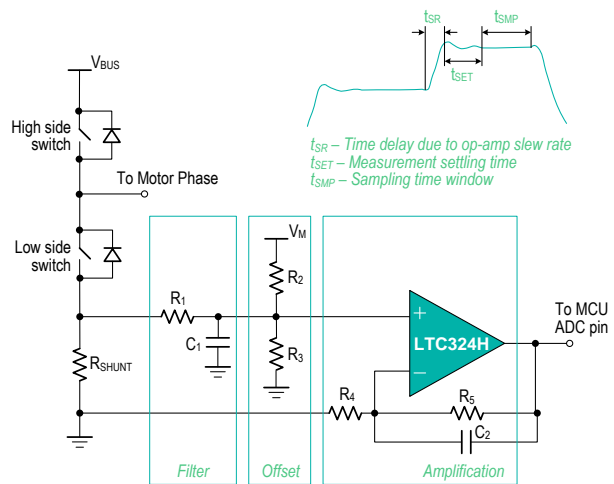 tSR
tSMP
tSET
VBUS
High side
switch
tSR – Time delay due to op-amp slew rate
tSET – Measurement settling time
tSMP – Sampling time window
To Motor Phase
Low side
switch
VM
R1
R2
C1
R3
+
LTC324H
−
To MCU
ADC pin
RSHUNT
R4
R5
C2
Filter
Offset
Amplification